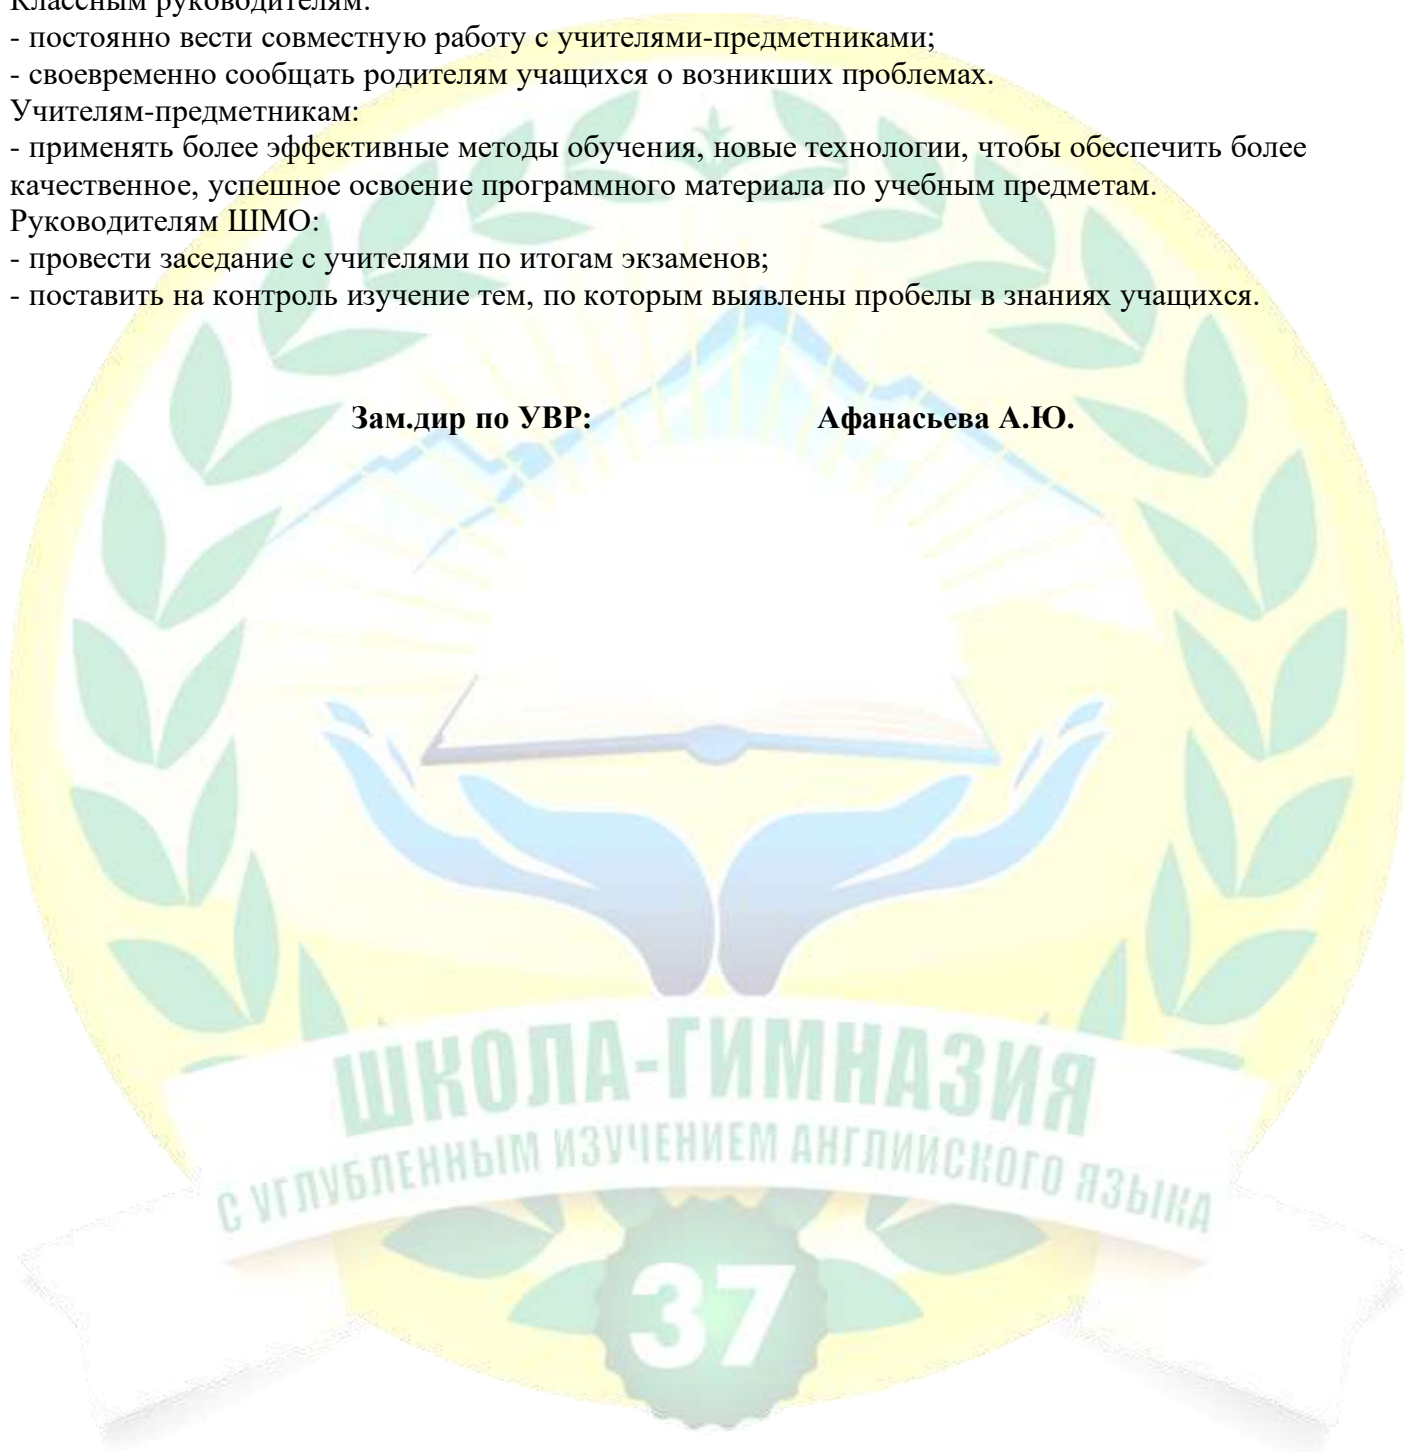 Классным руководителям:
- постоянно вести совместную работу с учителями-предметниками;
- своевременно сообщать родителям учащихся о возникших проблемах.
Учителям-предметникам:
- применять более эффективные методы обучения, новые технологии, чтобы обеспечить более
качественное, успешное освоение программного материала по учебным предметам.
Руководителям ШМО:
- провести заседание с учителями по итогам экзаменов;
- поставить на контроль изучение тем, по которым выявлены пробелы в знаниях учащихся.
Зам.дир по УВР: Афанасьева А.Ю.
ШКОЛА-ГИМНАЗИЯ
С УГЛУБЛЕННЫМ ИЗУЧЕНИЕМ АНГЛИЙСКОГО ЯЗЫКА
37